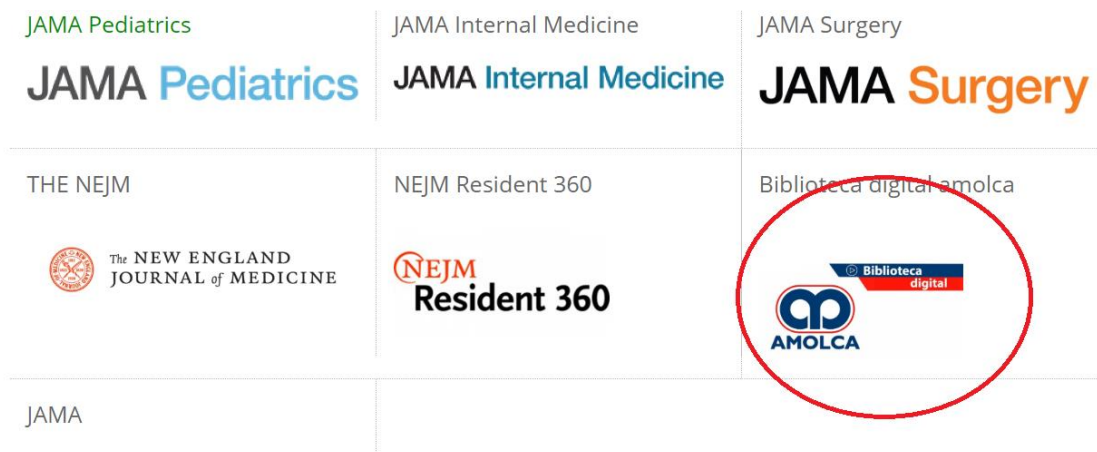 JAMA Pediatrics
JAMA Internal Medicine
JAMA Surgery
JAMA Pediatrics
JAMA Internal Medicine
JAMA Surgery
THE NEJM
NEJM Resident 360
Biblioteca digital amolca
The NEW ENGLAND
JOURNAL of MEDICINE
NEJM
Resident 360
Biblioteca
digital
AMOLCA
JAMA